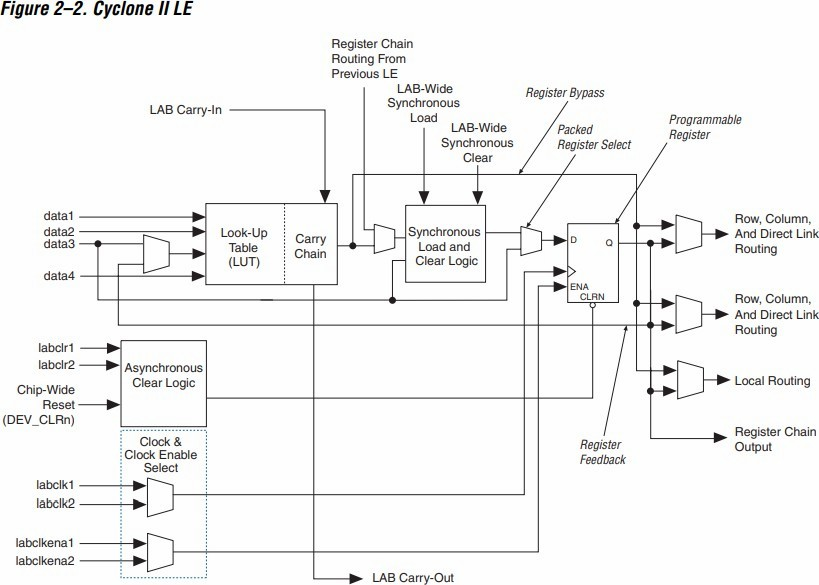 Figure 2–2. Cyclone II LE
Register Chain
Routing From
Previous LE
LAB-Wide
Synchronous
Load
LAB-Wide
Synchronous
Clear
Register Bypass
Packed
Register Select
Programmable
Register
LAB Carry-In
data1
data2
data3
data4
Look-Up
Table
(LUT)
Carry
Chain
Synchronous
Load and
Clear Logic
D
Q
ENA
CLRN
Row, Column,
And Direct Link
Routing
Row, Column,
And Direct Link
Routing
Local Routing
Register Chain
Output
Register
Feedback
labclr1
labclr2
Chip-Wide
Reset
(DEV_CLRn)
Asynchronous
Clear Logic
Clock &
Clock Enable
Select
labclk1
labclk2
labclkena1
labclkena2
LAB Carry-Out